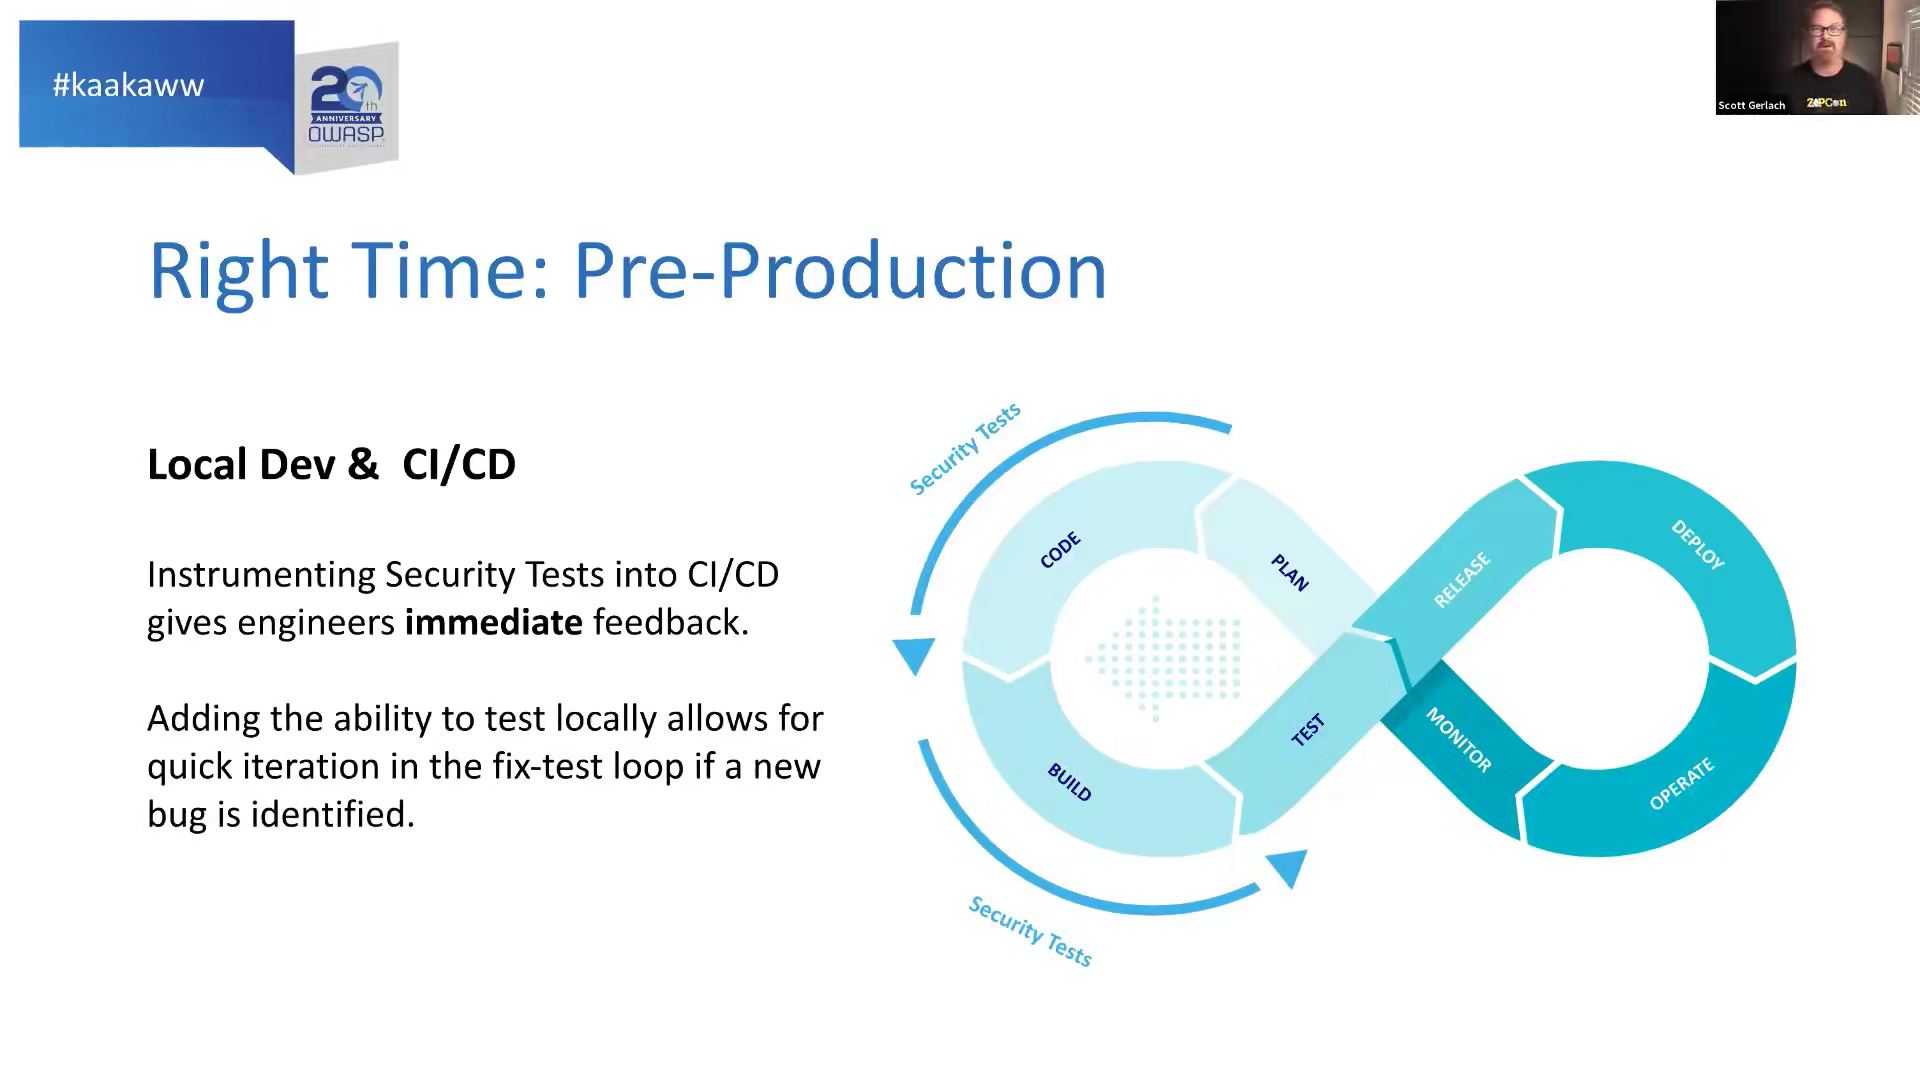 #kaakaww
20th
ANNIVERSARY
OWASP
Scott Gerlach
ZAPCon
Right Time: Pre-Production
Local Dev & CI/CD
Instrumenting Security Tests into CI/CD
gives engineers immediate feedback.
Adding the ability to test locally allows for
quick iteration in the fix-test loop if a new
bug is identified.
Security Tests
CODE
PLAN
RELEASE
DEPLOY
TEST
MONITOR
BUILD
OPERATE
Security Tests